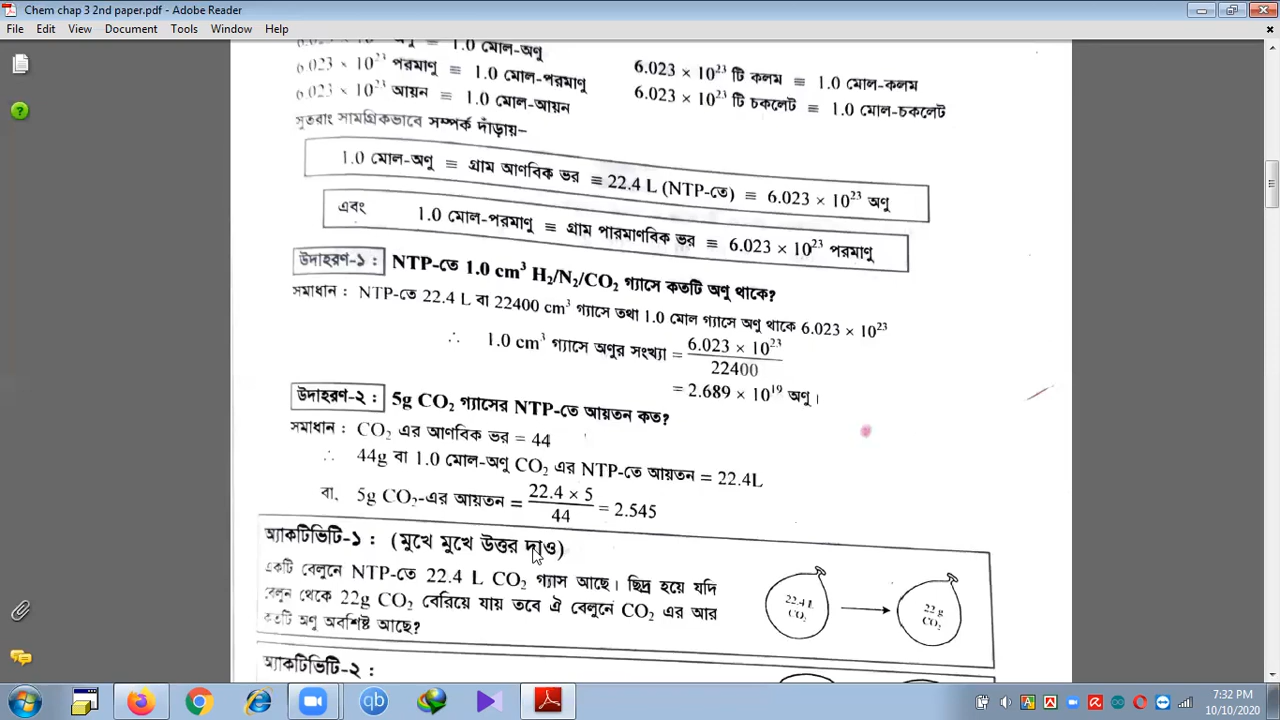 Chem chap 3 2nd paper.pdf - Adobe Reader
File Edit View Document Tools Window Help
1.0 মোল-অণু
6.023 × 10²³ পরমাণু ≡ 1.0 মোল-পরমাণু
6.023 × 10²³ টি কলম ≡ 1.0 মোল-কলম
6.023 × 10²³ আয়ন ≡ 1.0 মোল-আয়ন
6.023 × 10²³ টি চকলেট ≡ 1.0 মোল-চকলেট
সুতরাং সামগ্রিকভাবে সম্পর্ক দাঁড়ায়–
1.0 মোল-অণু ≡ গ্রাম আণবিক ভর ≡ 22.4 L (NTP-তে) ≡ 6.023 × 10²³ অণু
এবং 1.0 মোল-পরমাণু ≡ গ্রাম পারমাণবিক ভর ≡ 6.023 × 10²³ পরমাণু
উদাহরণ-১ : NTP-তে 1.0 cm³ H₂/N₂/CO₂ গ্যাসে কতটি অণু থাকে?
সমাধান : NTP-তে 22.4 L বা 22400 cm³ গ্যাসে তথা 1.0 মোল গ্যাসে অণু থাকে 6.023 × 10²³
∴ 1.0 cm³ গ্যাসে অণুর সংখ্যা = 6.023 × 10²³
22400
= 2.689 × 10¹⁹ অণু।
উদাহরণ-২ : 5g CO₂ গ্যাসের NTP-তে আয়তন কত?
সমাধান : CO₂ এর আণবিক ভর = 44
∴ 44g বা 1.0 মোল-অণু CO₂ এর NTP-তে আয়তন = 22.4L
বা, 5g CO₂-এর আয়তন = 22.4 × 5
44
= 2.545
অ্যাকটিভিটি-১ : (মুখে মুখে উত্তর দাও)
একটি বেলুনে NTP-তে 22.4 L CO₂ গ্যাস আছে। ছিদ্র হয়ে যদি
বেলুন থেকে 22g CO₂ বেরিয়ে যায় তবে ঐ বেলুনে CO₂ এর আর
কতটি অণু অবশিষ্ট আছে?
22.4 L
CO₂
22 g
CO₂
অ্যাকটিভিটি-২ :
7:32 PM
10/10/2020